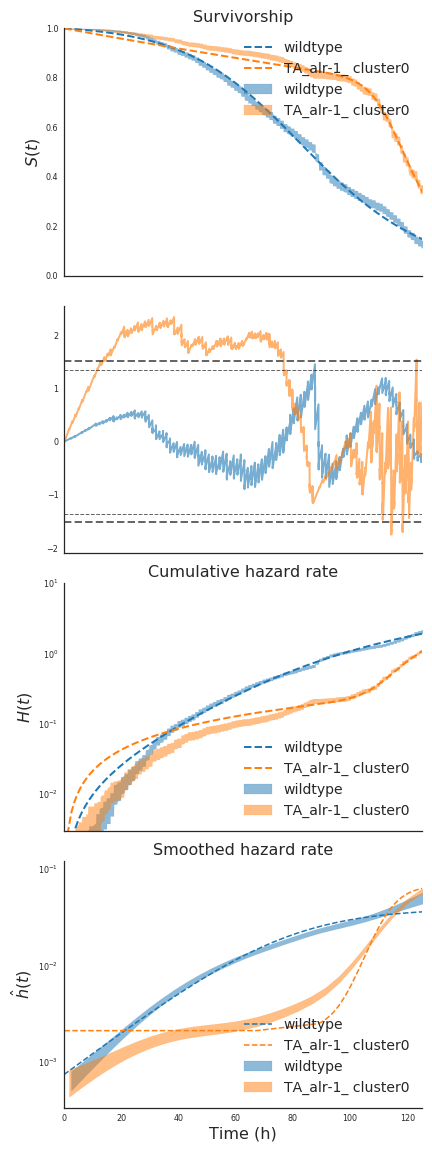 Survivorship
1.0
0.8
0.6
0.4
0.2
0.0
S(t)
wildtype
TA_alr-1_ cluster0
wildtype
TA_alr-1_ cluster0
2
1
0
−1
−2
Cumulative hazard rate
10¹
10⁰
10⁻¹
10⁻²
H(t)
wildtype
TA_alr-1_ cluster0
wildtype
TA_alr-1_ cluster0
Smoothed hazard rate
10⁻¹
10⁻²
10⁻³
ĥ(t)
wildtype
TA_alr-1_ cluster0
wildtype
TA_alr-1_ cluster0
0 20 40 60 80 100 120
Time (h)